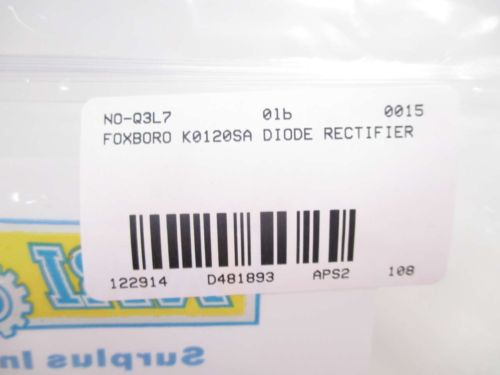 NO-Q3L7 01b 0015
FOXBORO K0120SA DIODE RECTIFIER
122914 D481893 APS2 108
Surplus In